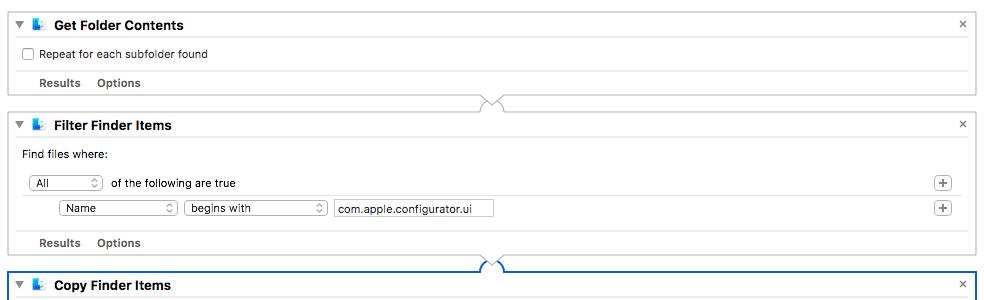 Get Folder Contents
Repeat for each subfolder found
Results Options
Filter Finder Items
Find files where:
All of the following are true
Name begins with com.apple.configurator.ui
Results Options
Copy Finder Items